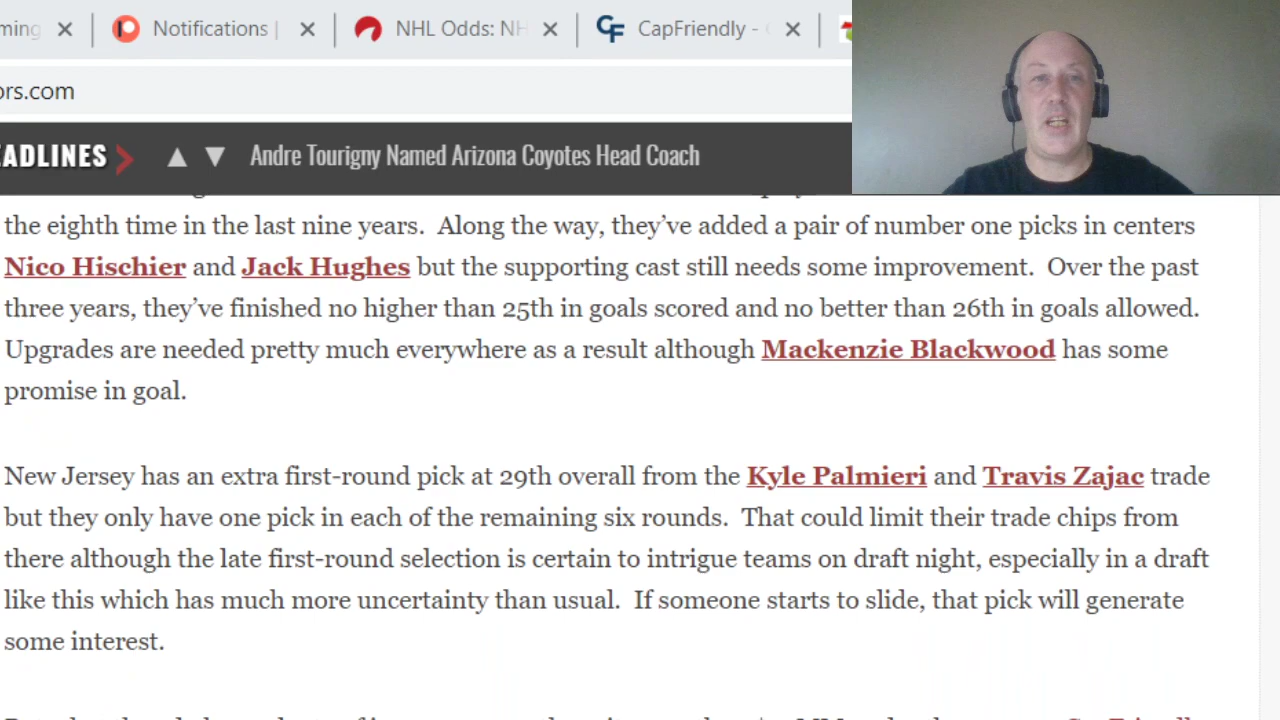 ming
Notifications |
NHL Odds: NH
CapFriendly -
ors.com
EADLINES
Andre Tourigny Named Arizona Coyotes Head Coach
the eighth time in the last nine years. Along the way, they've added a pair of number one picks in centers
Nico Hischier and Jack Hughes but the supporting cast still needs some improvement. Over the past
three years, they've finished no higher than 25th in goals scored and no better than 26th in goals allowed.
Upgrades are needed pretty much everywhere as a result although Mackenzie Blackwood has some
promise in goal.
New Jersey has an extra first-round pick at 29th overall from the Kyle Palmieri and Travis Zajac trade
but they only have one pick in each of the remaining six rounds. That could limit their trade chips from
there although the late first-round selection is certain to intrigue teams on draft night, especially in a draft
like this which has much more uncertainty than usual. If someone starts to slide, that pick will generate
some interest.